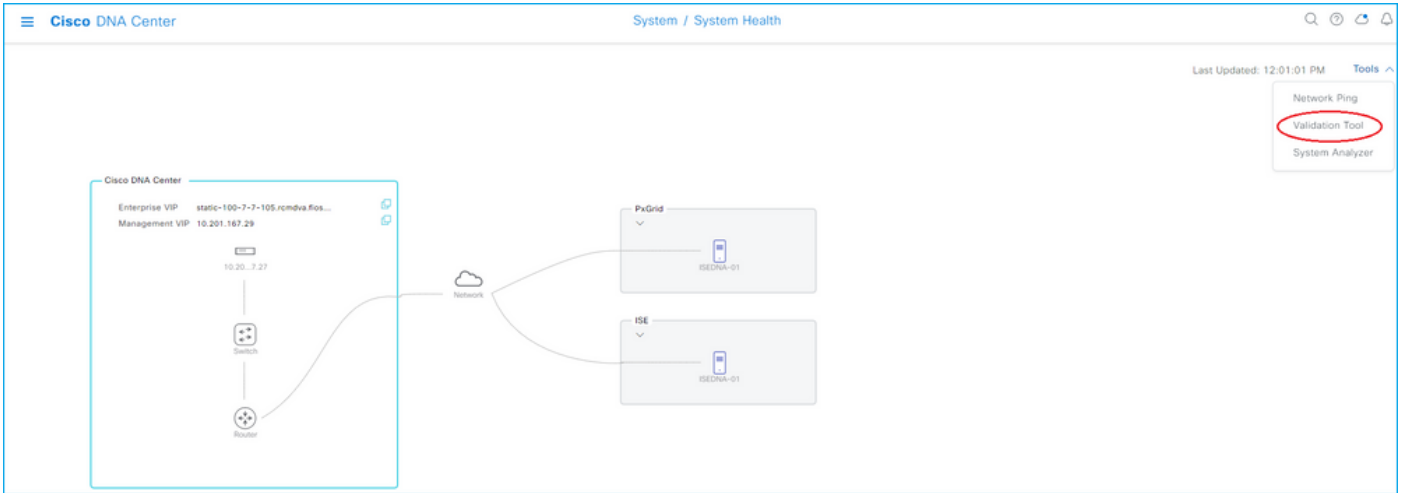 Cisco DNA Center
System / System Health
Last Updated: 12:01:01 PM Tools
Network Ping
Validation Tool
System Analyzer
Cisco DNA Center
Enterprise VIP static-100-7-7-105.rcmdva.fios...
Management VIP 10.201.167.29
10.20...7.27
Switch
Router
Network
PxGrid
ISEDNA-01
ISE
ISEDNA-01